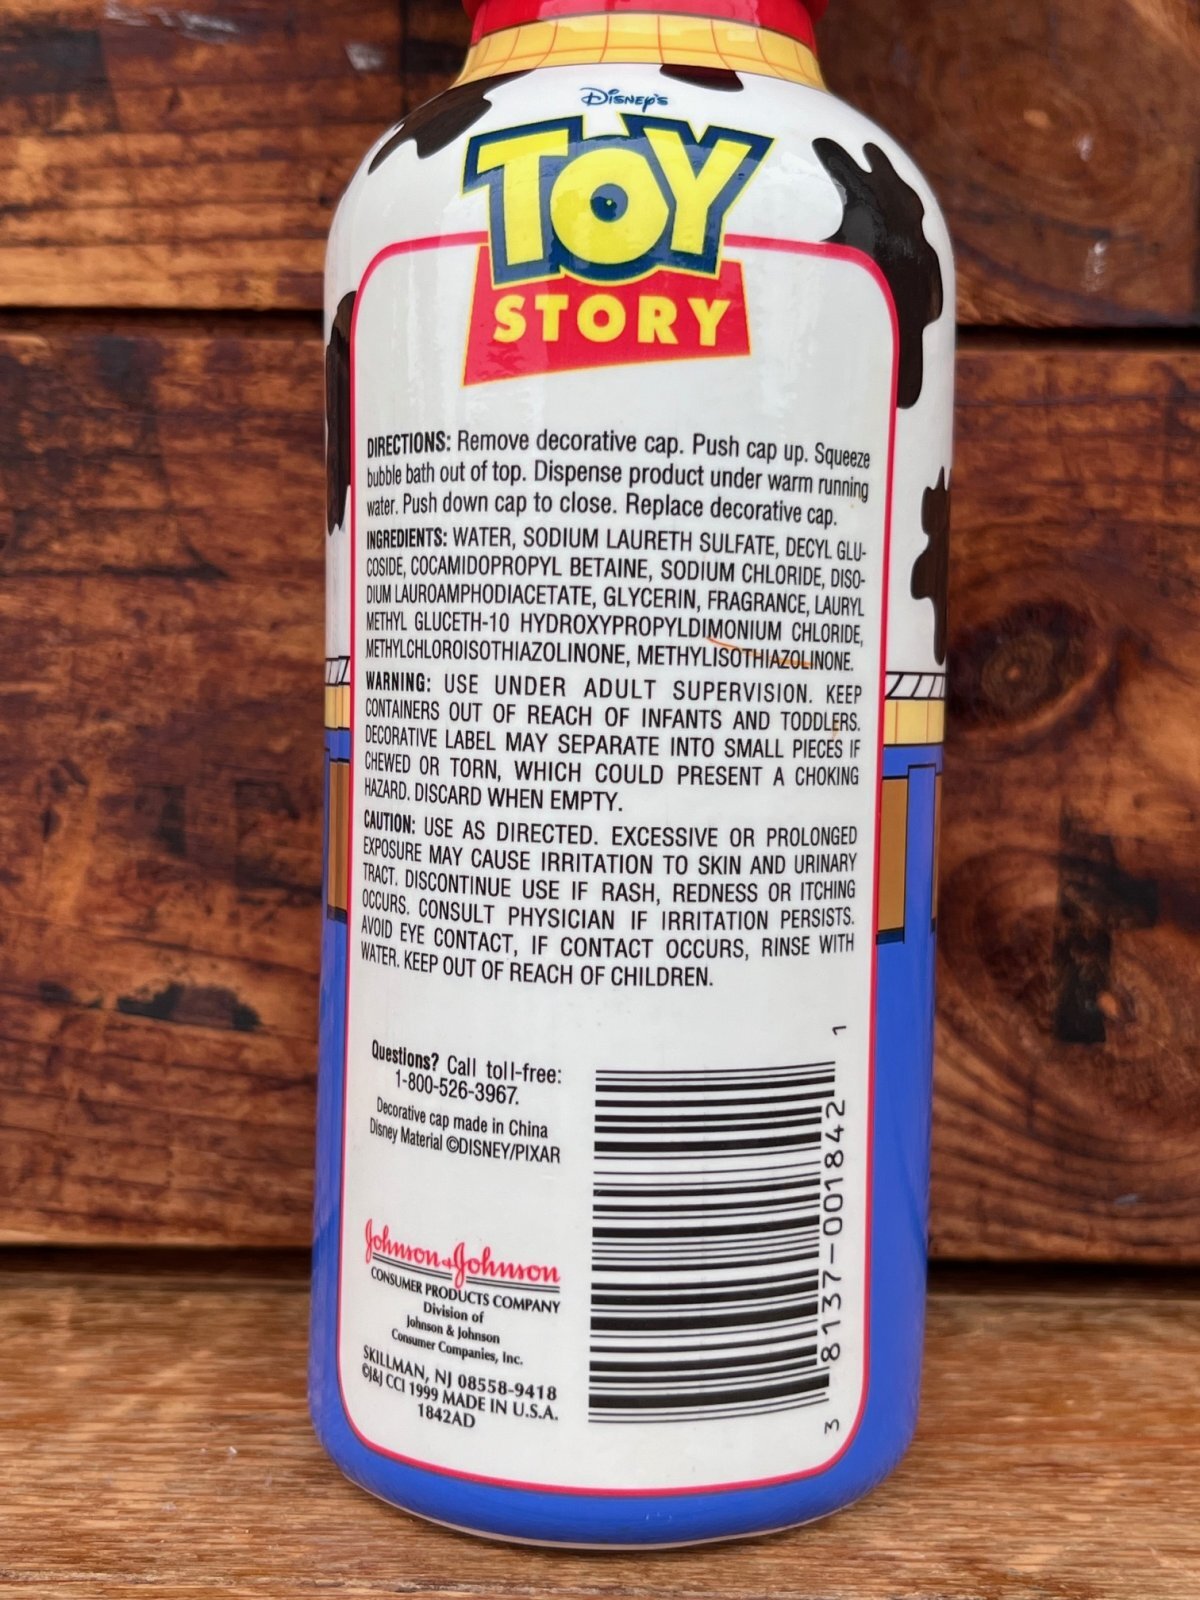 Disney's
TOY
STORY
DIRECTIONS: Remove decorative cap. Push cap up. Squeeze
bubble bath out of top. Dispense product under warm running
water. Push down cap to close. Replace decorative cap.
INGREDIENTS: WATER, SODIUM LAURETH SULFATE, DECYL GLU-
COSIDE, COCAMIDOPROPYL BETAINE, SODIUM CHLORIDE, DISO-
DIUM LAUROAMPHODIACETATE, GLYCERIN, FRAGRANCE, LAURYL
METHYL GLUCETH-10 HYDROXYPROPYLDIMONIUM CHLORIDE,
METHYLCHLOROISOTHIAZOLINONE, METHYLISOTHIAZOLINONE.
WARNING: USE UNDER ADULT SUPERVISION. KEEP
CONTAINERS OUT OF REACH OF INFANTS AND TODDLERS.
DECORATIVE LABEL MAY SEPARATE INTO SMALL PIECES IF
CHEWED OR TORN, WHICH COULD PRESENT A CHOKING
HAZARD. DISCARD WHEN EMPTY.
CAUTION: USE AS DIRECTED. EXCESSIVE OR PROLONGED
EXPOSURE MAY CAUSE IRRITATION TO SKIN AND URINARY
TRACT. DISCONTINUE USE IF RASH, REDNESS OR ITCHING
OCCURS. CONSULT PHYSICIAN IF IRRITATION PERSISTS.
AVOID EYE CONTACT, IF CONTACT OCCURS, RINSE WITH
WATER. KEEP OUT OF REACH OF CHILDREN.
Questions? Call toll-free:
1-800-526-3967.
Decorative cap made in China
Disney Material ©DISNEY/PIXAR
Johnson & Johnson
CONSUMER PRODUCTS COMPANY
Division of
Johnson & Johnson
Consumer Companies, Inc.
SKILLMAN, NJ 08558-9418
©J&J CCI 1999 MADE IN U.S.A.
1842AD
3 8137-001842 1